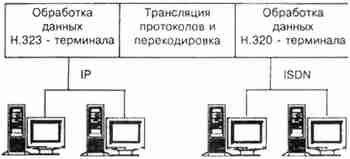 Обработка
данных
Н.323 - терминала
Трансляция
протоколов и
перекодировка
Обработка
данных
Н.320 - терминала
IP
ISDN